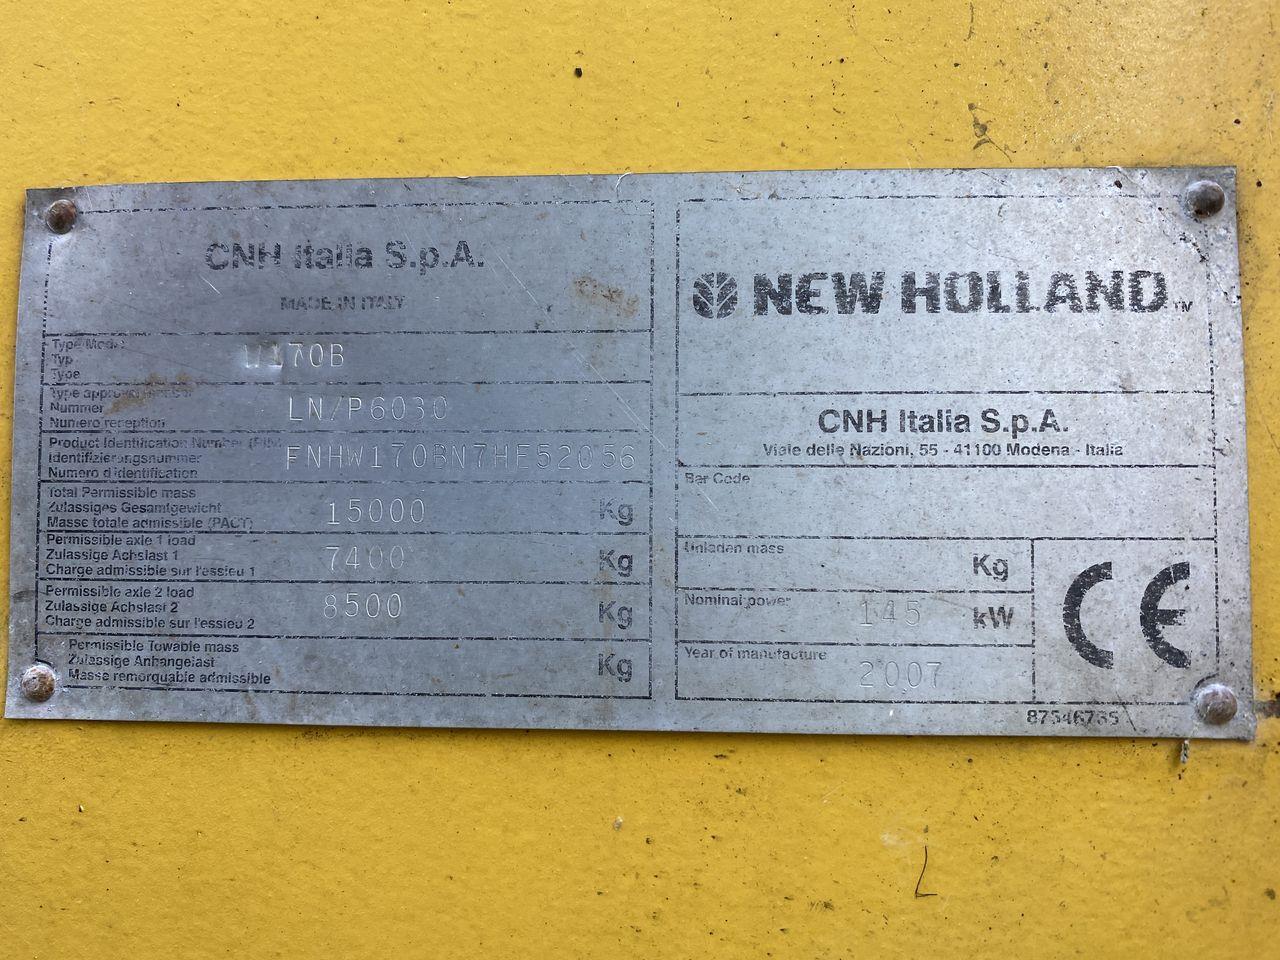 CNH Italia S.p.A.
MADE IN ITALY
Type Model
Typ
Type
W170B
Type approval number
Nummer
Numero reception
LN/P6030
Product Identification Number (PIN)
Identifizierungsnummer
Numero d'identification
FNHW170BN7HF52056
Total Permissible mass
Zulassiges Gesamtgewicht
Masse totale admissible (PACT)
15000 Kg
Permissible axle 1 load
Zulassige Achslast 1
Charge admissible sur l'essieu 1
7400 Kg
Permissible axle 2 load
Zulassige Achslast 2
Charge admissible sur l'essieu 2
8500 Kg
Permissible Towable mass
Zulassige Anhangelast
Masse remorquable admissible
Kg
NEW HOLLAND™
CNH Italia S.p.A.
Viale delle Nazioni, 55 - 41100 Modena - Italia
Bar Code
Unladen mass
Kg
Nominal power
145 kW
Year of manufacture
2007
CE
87546735